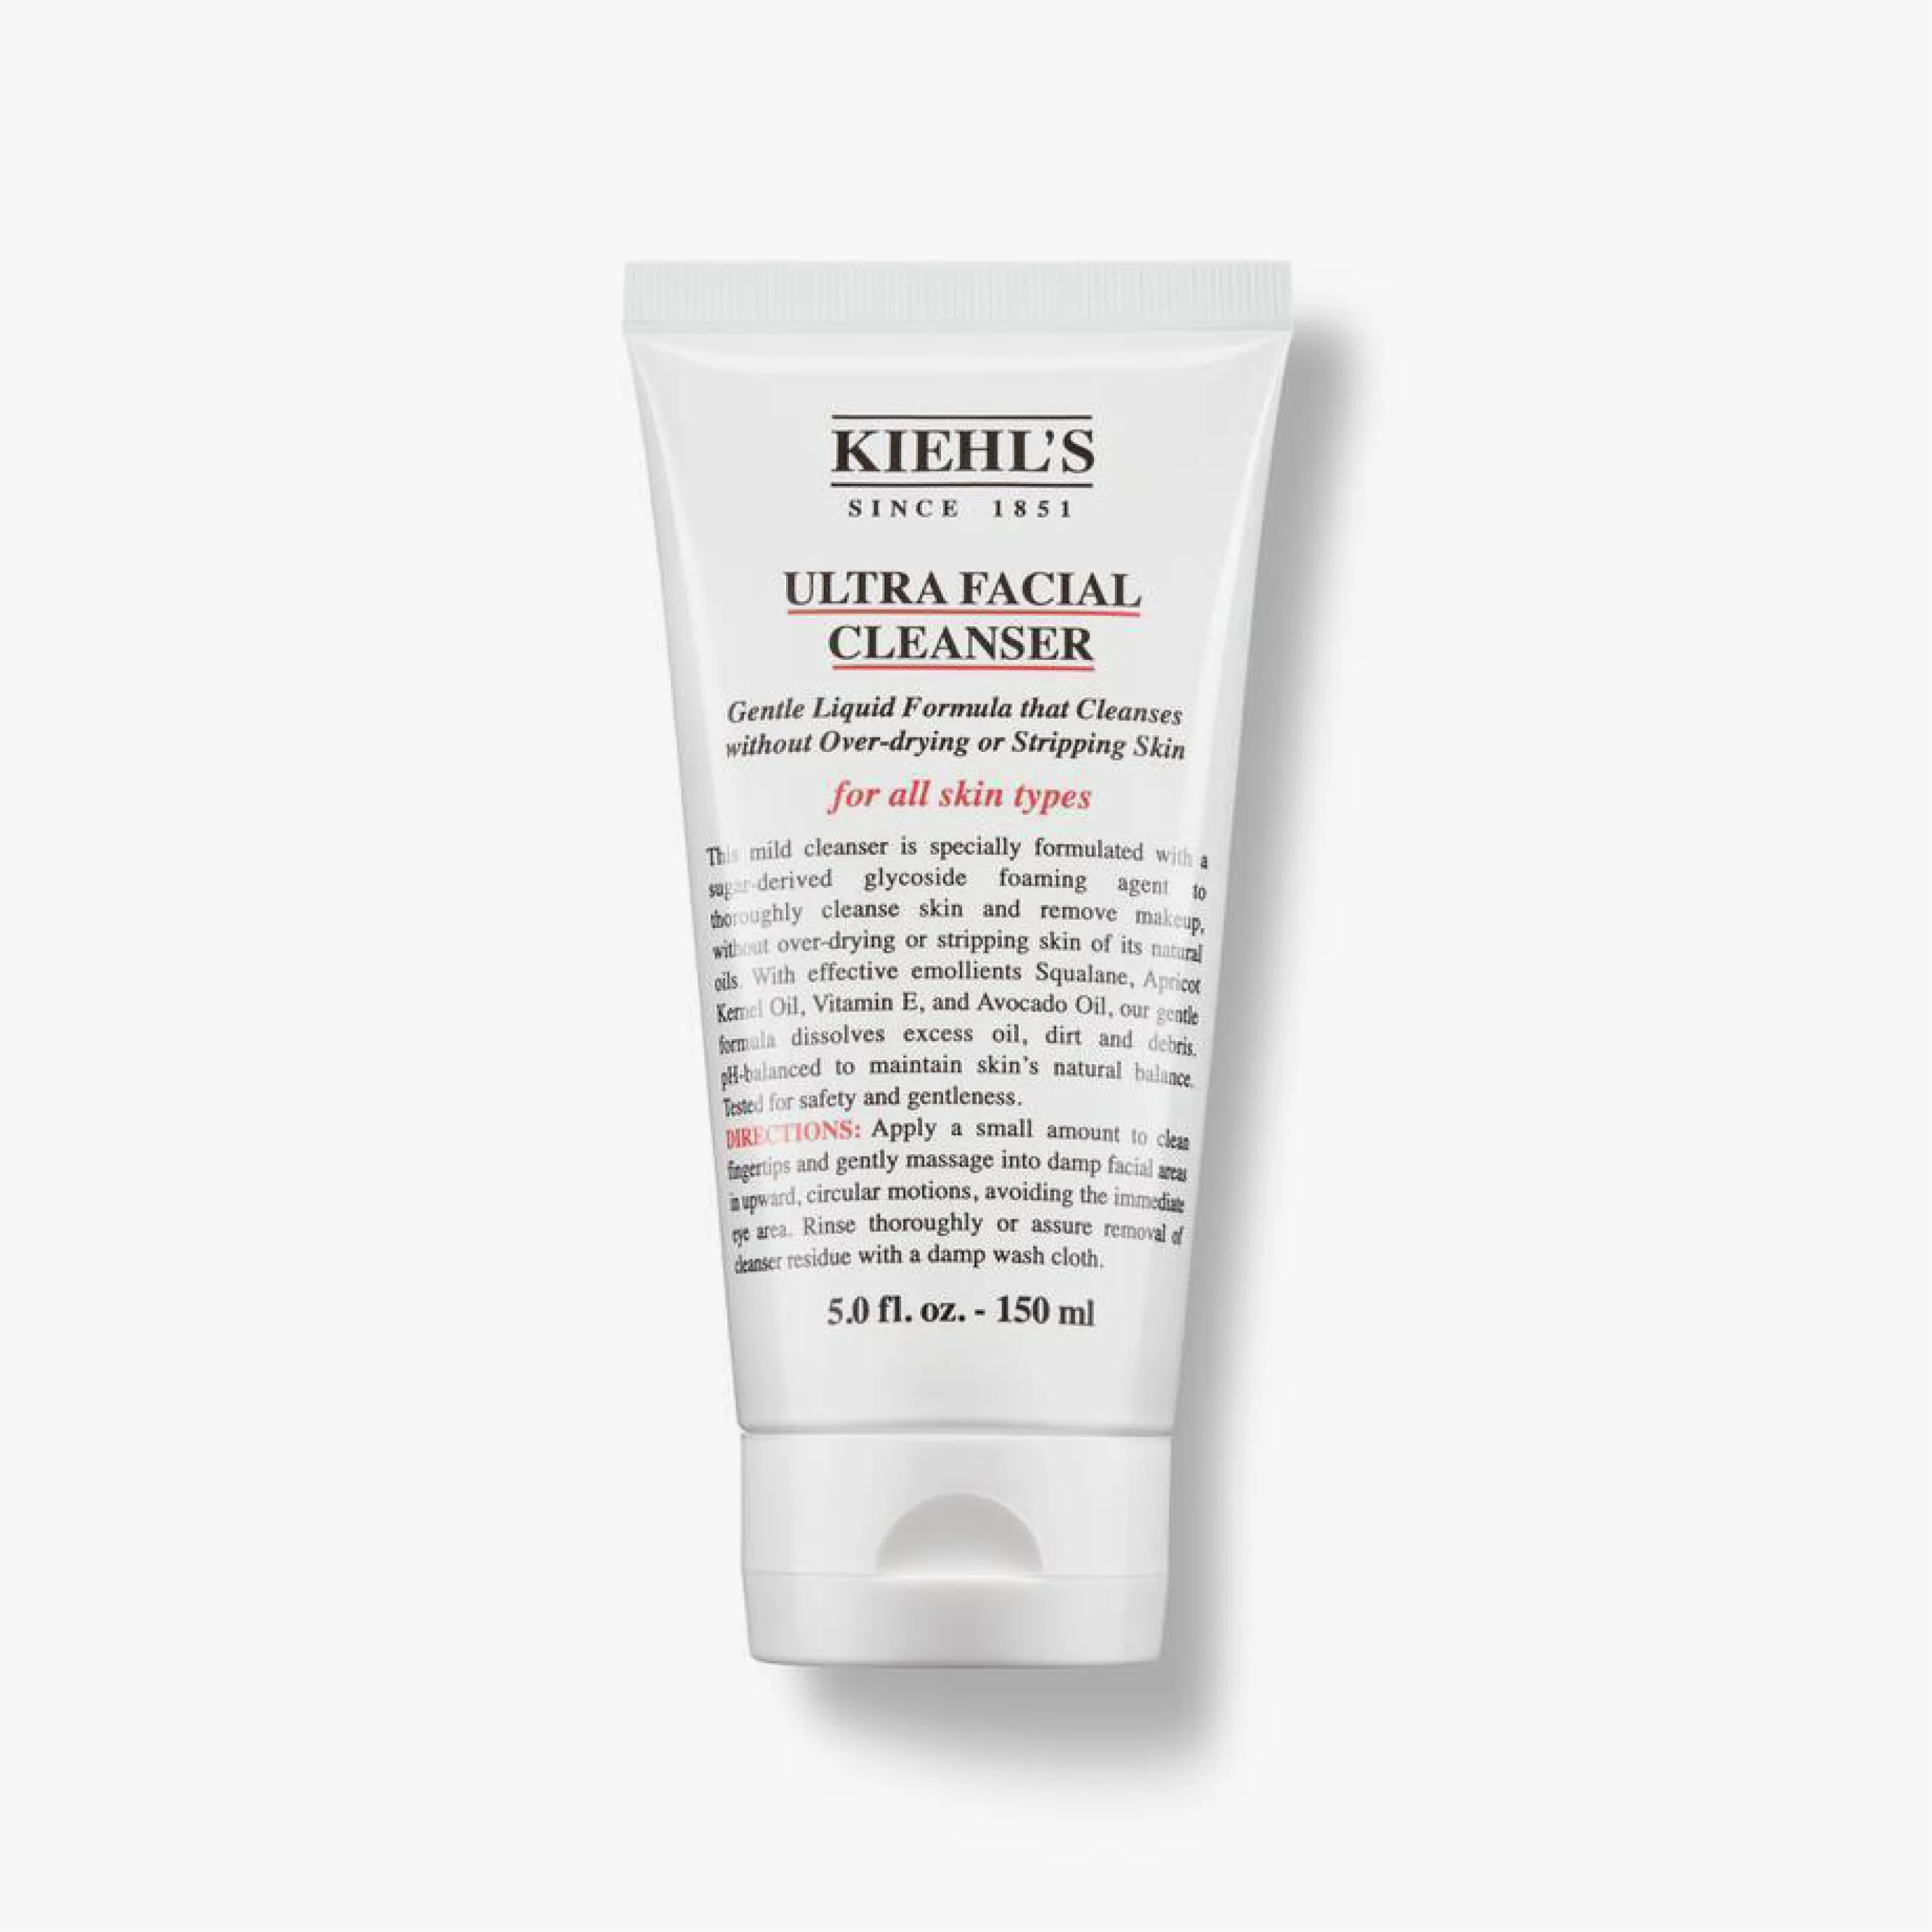 KIEHL'S
SINCE 1851
ULTRA FACIAL
CLEANSER
Gentle Liquid Formula that Cleanses
without Over-drying or Stripping Skin
for all skin types
This mild cleanser is specially formulated with a
sugar-derived glycoside foaming agent to
thoroughly cleanse skin and remove makeup,
without over-drying or stripping skin of its natural
oils. With effective emollients Squalane, Apricot
Kernel Oil, Vitamin E, and Avocado Oil, our gentle
formula dissolves excess oil, dirt and debris.
pH-balanced to maintain skin's natural balance.
Tested for safety and gentleness.
DIRECTIONS: Apply a small amount to clean
fingertips and gently massage into damp facial areas
in upward, circular motions, avoiding the immediate
eye area. Rinse thoroughly or assure removal of
cleanser residue with a damp wash cloth.
5.0 fl. oz. - 150 ml